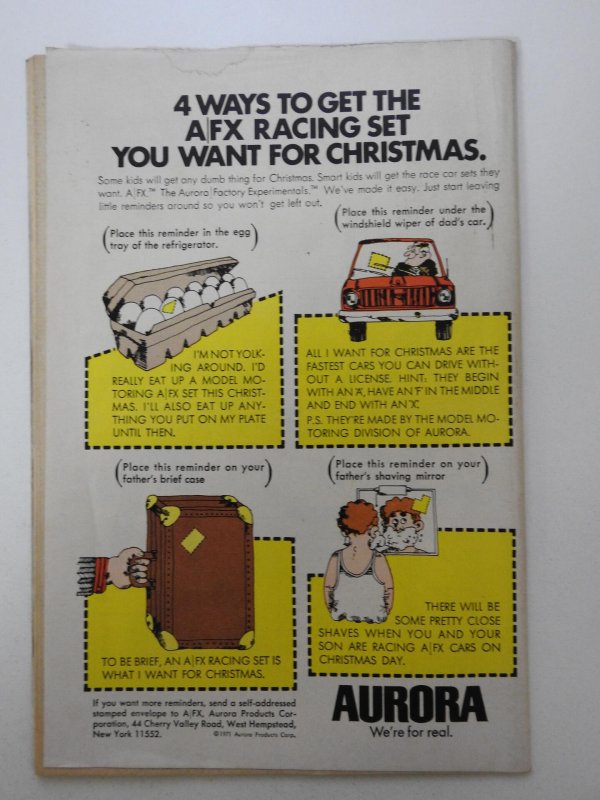 4 WAYS TO GET THE
A|FX RACING SET
YOU WANT FOR CHRISTMAS.
Some kids will get any dumb thing for Christmas. Smart kids will get the race car sets they
want. A|FX.™ The Aurora Factory Experimentals.™ We've made it easy. Just start leaving
little reminders around so you won't get left out.
(Place this reminder in the egg
tray of the refrigerator.)
I'M NOT YOLK-
ING AROUND. I'D
REALLY EAT UP A MODEL MO-
TORING A|FX SET THIS CHRIST-
MAS. I'LL ALSO EAT UP ANY-
THING YOU PUT ON MY PLATE
UNTIL THEN.
(Place this reminder under the
windshield wiper of dad's car.)
ALL I WANT FOR CHRISTMAS ARE THE
FASTEST CARS YOU CAN DRIVE WITH-
OUT A LICENSE. HINT: THEY BEGIN
WITH AN 'A', HAVE AN 'F' IN THE MIDDLE
AND END WITH AN 'X'.
P.S. THEY'RE MADE BY THE MODEL MO-
TORING DIVISION OF AURORA.
(Place this reminder on your
father's brief case)
TO BE BRIEF, AN A|FX RACING SET IS
WHAT I WANT FOR CHRISTMAS.
(Place this reminder on your
father's shaving mirror)
THERE WILL BE
SOME PRETTY CLOSE
SHAVES WHEN YOU AND YOUR
SON ARE RACING A|FX CARS ON
CHRISTMAS DAY.
If you want more reminders, send a self-addressed
stamped envelope to A|FX, Aurora Products Cor-
poration, 44 Cherry Valley Road, West Hempstead,
New York 11552.
©1971 Aurora Products Corp.
AURORA
We're for real.